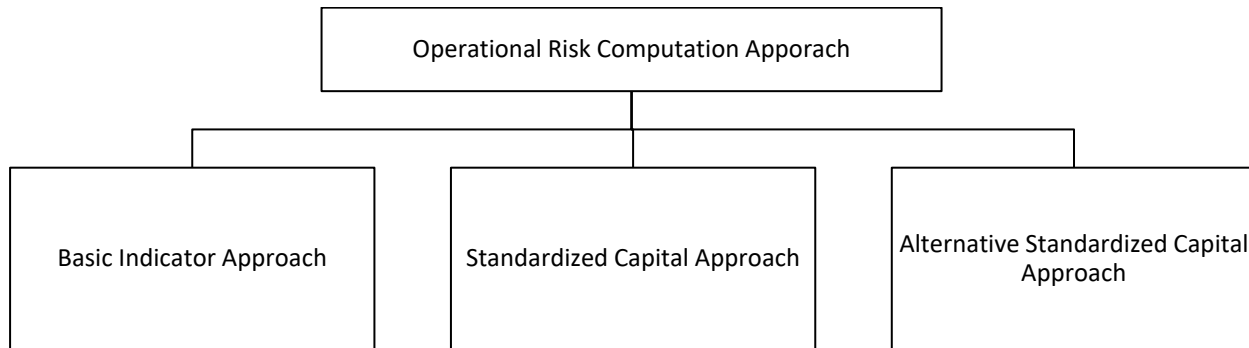 Operational Risk Computation Apporach
Basic Indicator Approach
Standardized Capital Approach
Alternative Standardized Capital
Approach